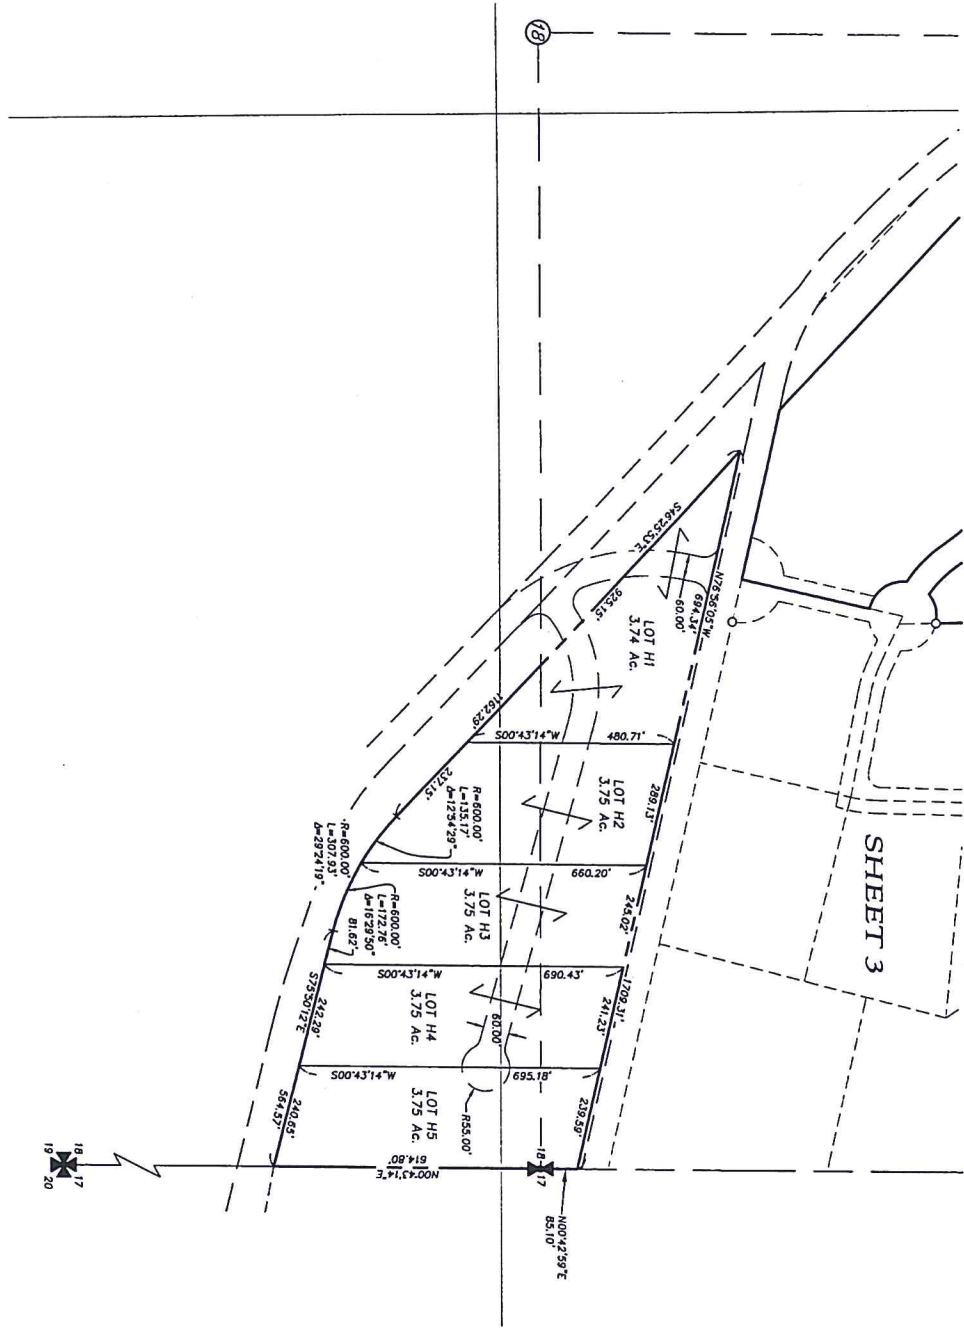 18
S46°25'53"E
925.15'
N76°56'05"W
694.34'
60.00'
LOT H1
3.74 Ac.
1162.29'
S00°43'14"W
480.71'
237.15'
R=600.00'
L=135.17'
Δ=12°54'29"
LOT H2
3.75 Ac.
289.13'
S00°43'14"W
660.20'
R=600.00'
L=307.93'
Δ=29°24'19"
R=600.00'
L=172.76'
Δ=16°29'50"
81.62'
LOT H3
3.75 Ac.
245.02'
S00°43'14"W
690.43'
SHEET 3
1709.31'
241.23'
S75°50'12"E
242.29'
LOT H4
3.75 Ac.
60.00'
S00°43'14"W
695.18'
564.57'
240.65'
LOT H5
3.75 Ac.
R55.00'
239.59'
614.80'
N00°43'14"E
18
17
N00°42'59"E
85.10'
18
17
19
20